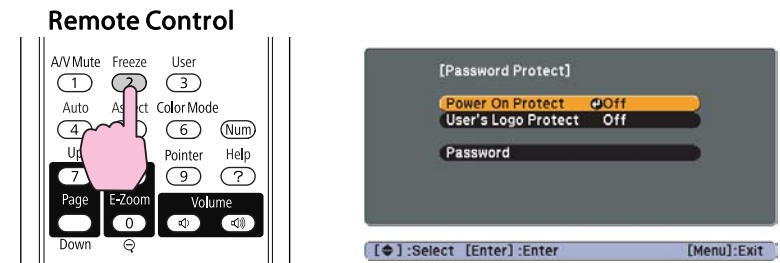 Remote Control
A/V Mute Freeze User
1 2 3
Auto Color Mode
4 6 Num
Pointer Help
7 9 ?
Page E-Zoom Volume
0
Down
[Password Protect]
Power On Protect Off
User's Logo Protect Off
Password
[ ] :Select [Enter] :Enter [Menu]:Exit